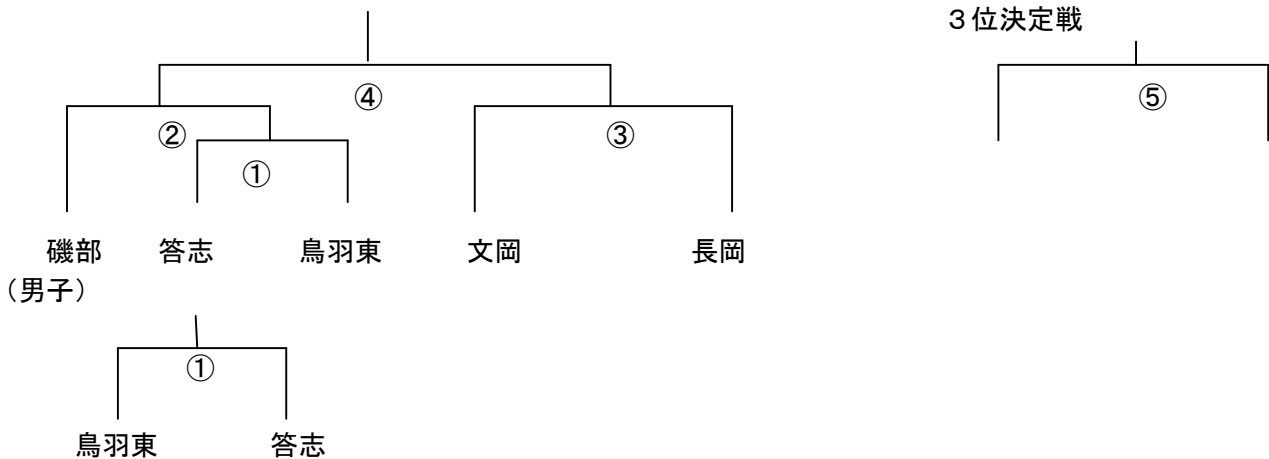 ３位決定戦
④ ⑤
② ③
①
磯部 答志 鳥羽東 文岡 長岡
（男子）
①
鳥羽東 答志